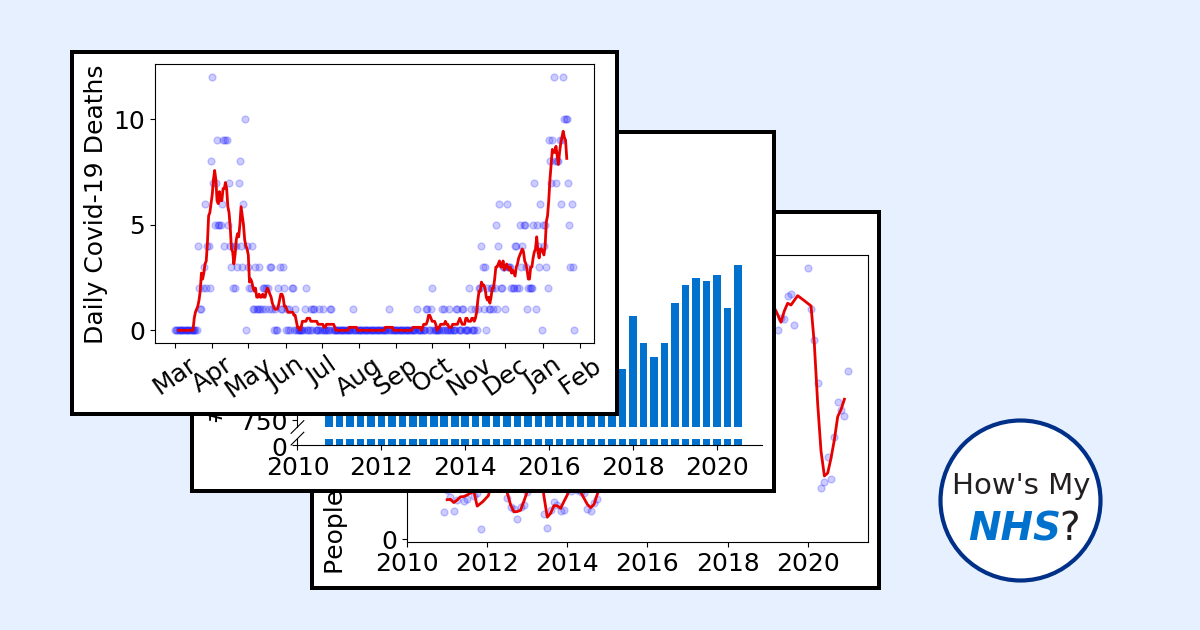 Daily Covid-19 Deaths
10
5
0
Mar Apr May Jun Jul Aug Sep Oct Nov Dec Jan Feb
750
0
2010 2012 2014 2016 2018 2020
People
0
2010 2012 2014 2016 2018 2020
How's My
NHS?